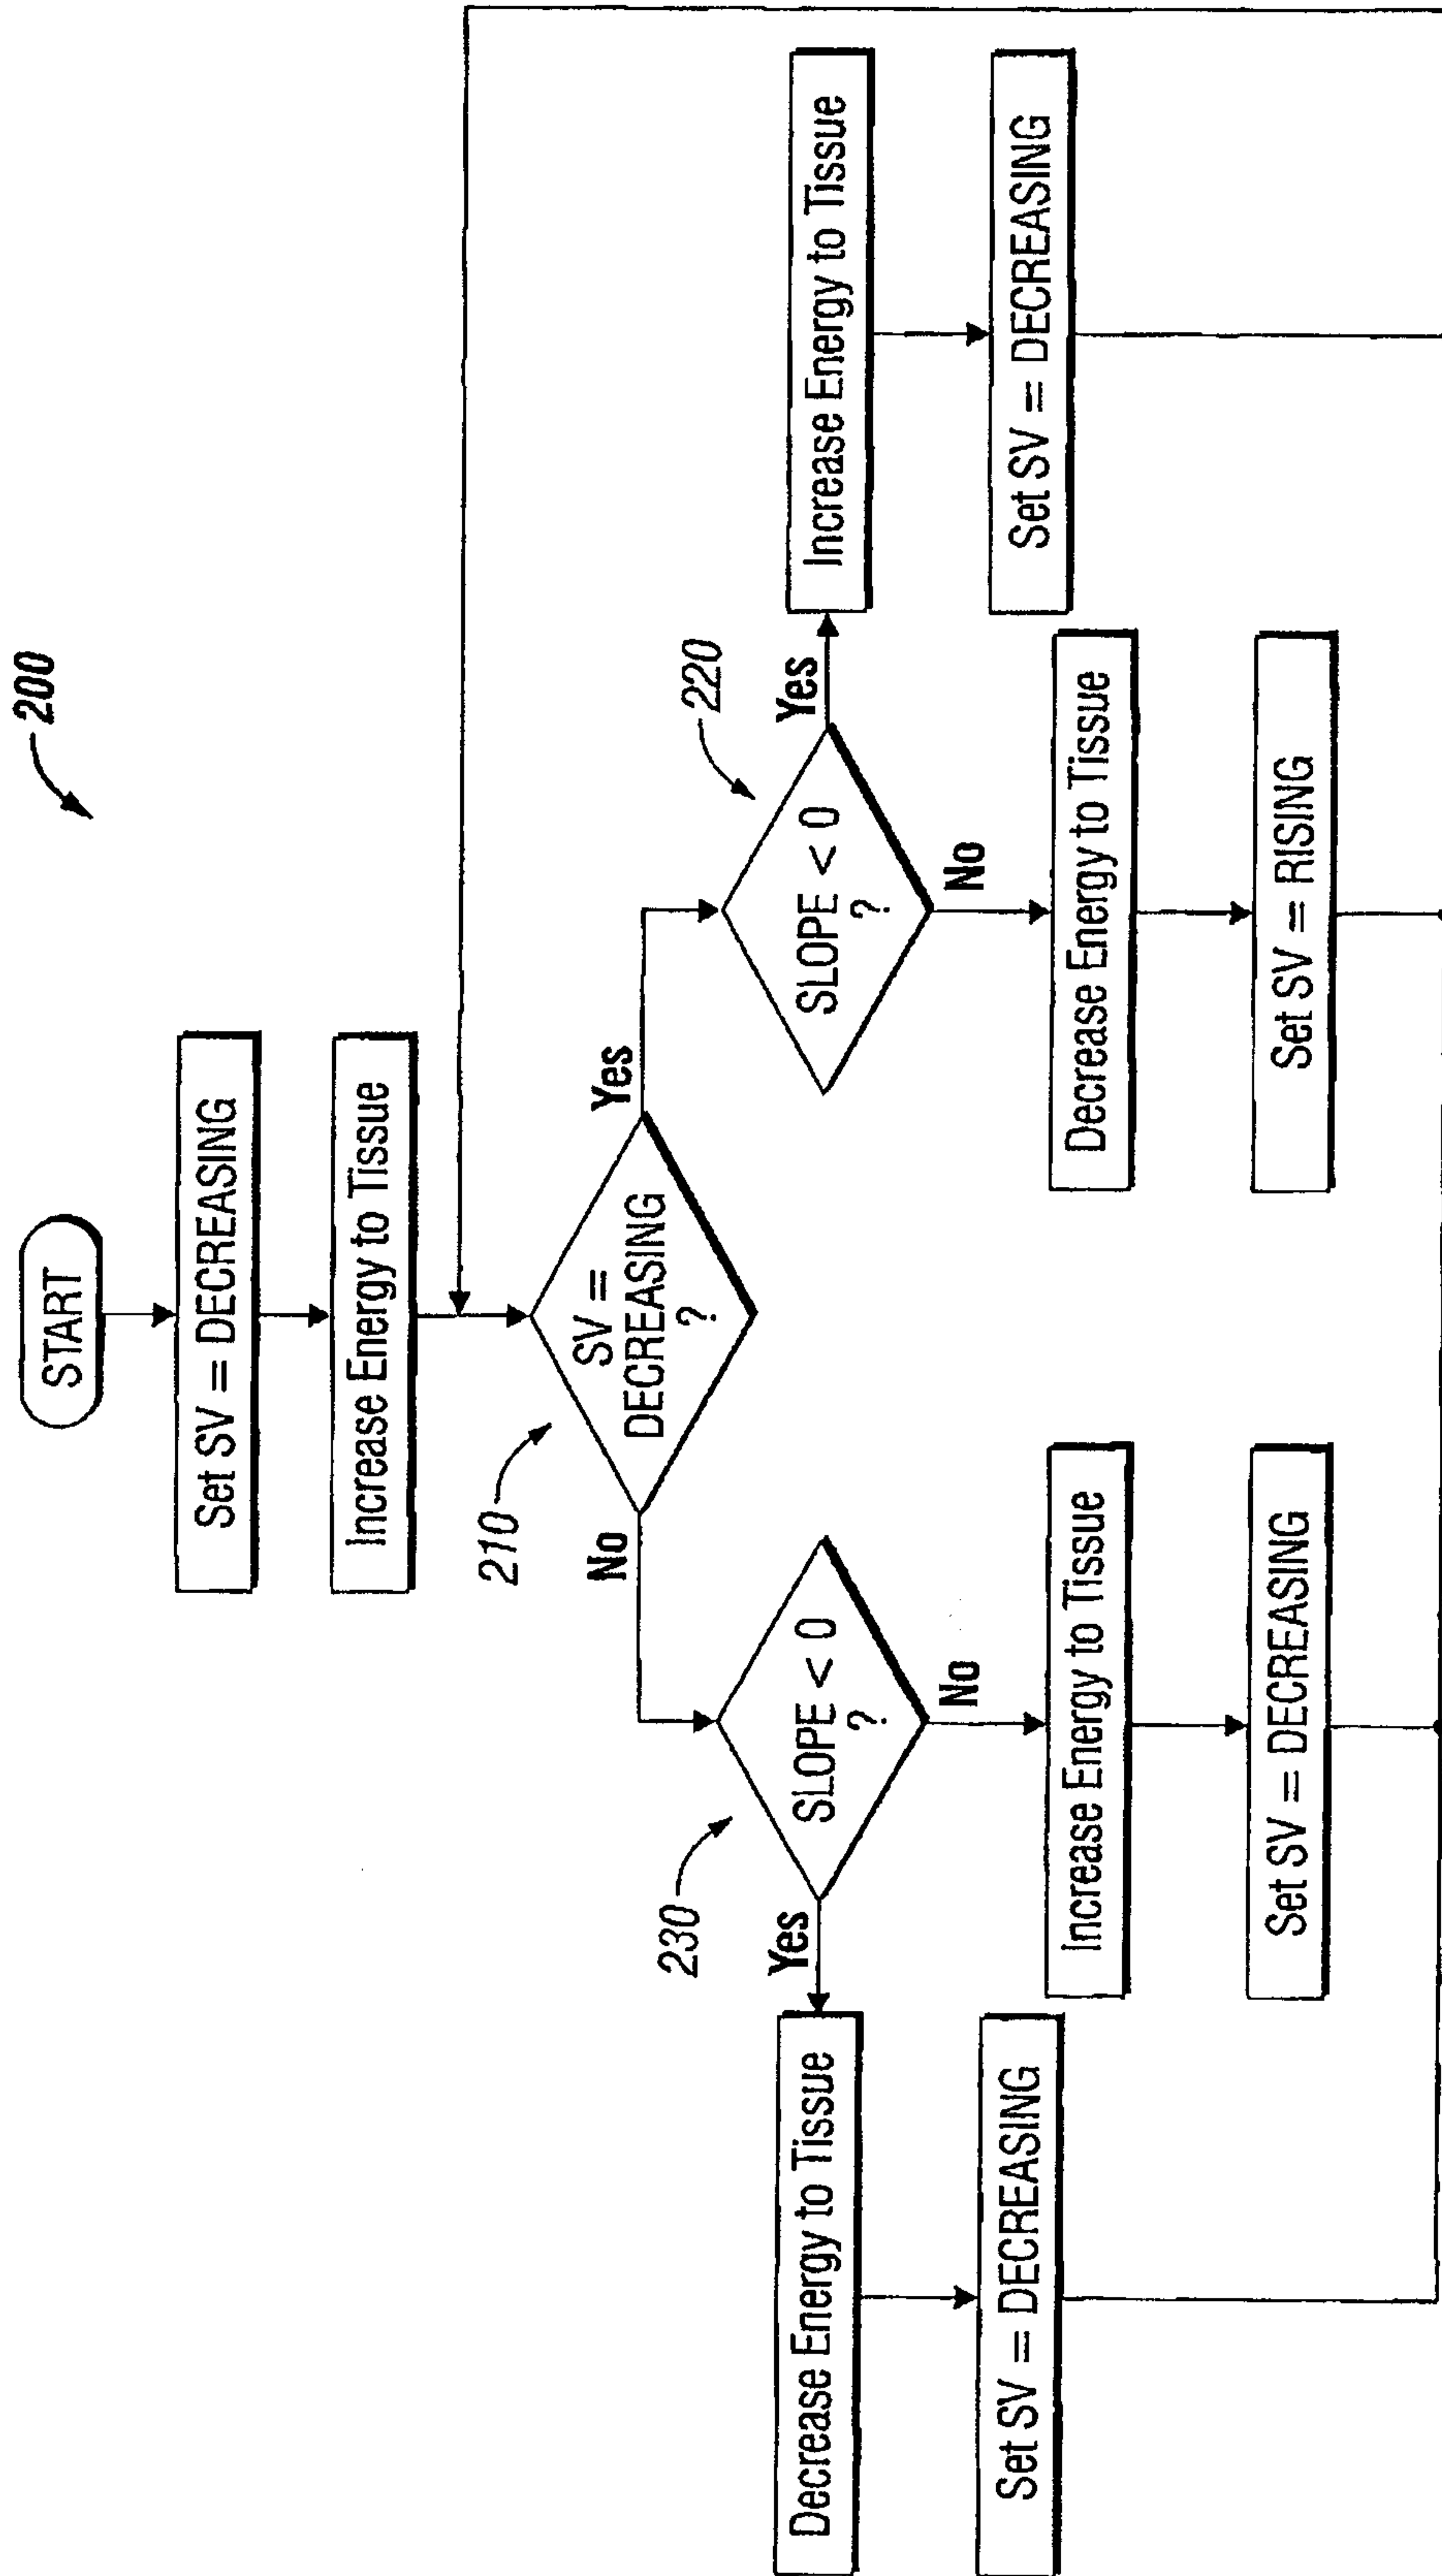 200
START
Set SV = DECREASING
Increase Energy to Tissue
210
SV =
DECREASING
?
No
Yes
230
SLOPE < 0
?
Yes
No
Decrease Energy to Tissue
Set SV = DECREASING
Increase Energy to Tissue
Set SV = DECREASING
220
SLOPE < 0
?
Yes
No
Decrease Energy to Tissue
Set SV = RISING
Increase Energy to Tissue
Set SV = DECREASING